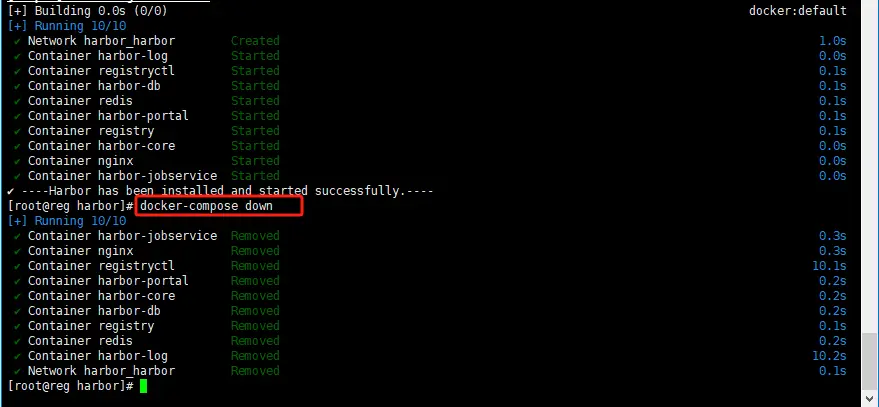 [+] Building 0.0s (0/0) docker:default
[+] Running 10/10
✔ Network harbor_harbor Created 1.0s
✔ Container harbor-log Started 0.0s
✔ Container registryctl Started 0.1s
✔ Container harbor-db Started 0.1s
✔ Container redis Started 0.1s
✔ Container harbor-portal Started 0.1s
✔ Container registry Started 0.1s
✔ Container harbor-core Started 0.0s
✔ Container nginx Started 0.0s
✔ Container harbor-jobservice Started 0.0s
✔ ----Harbor has been installed and started successfully.----
[root@reg harbor]# docker-compose down
[+] Running 10/10
✔ Container harbor-jobservice Removed 0.3s
✔ Container nginx Removed 0.3s
✔ Container registryctl Removed 10.1s
✔ Container harbor-portal Removed 0.2s
✔ Container harbor-core Removed 0.2s
✔ Container harbor-db Removed 0.2s
✔ Container registry Removed 0.1s
✔ Container redis Removed 0.2s
✔ Container harbor-log Removed 10.2s
✔ Network harbor_harbor Removed 0.1s
[root@reg harbor]#